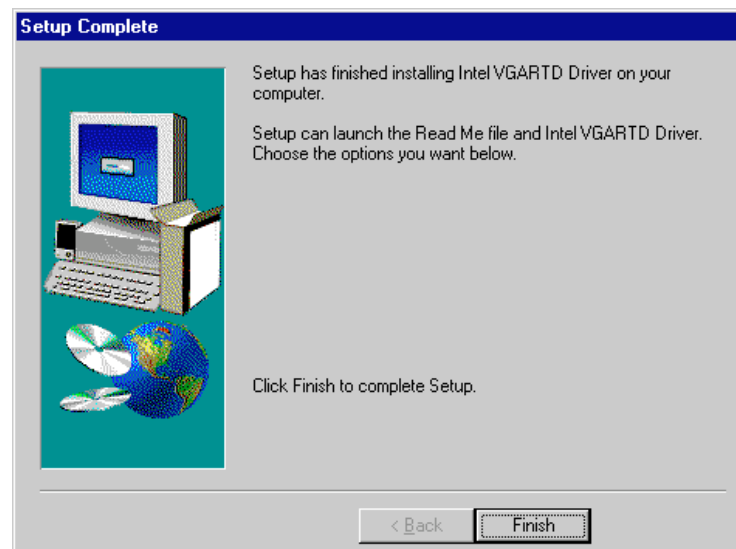 Setup Complete
Setup has finished installing Intel VGARTD Driver on your
computer.
Setup can launch the Read Me file and Intel VGARTD Driver.
Choose the options you want below.
Click Finish to complete Setup.
< Back
Finish